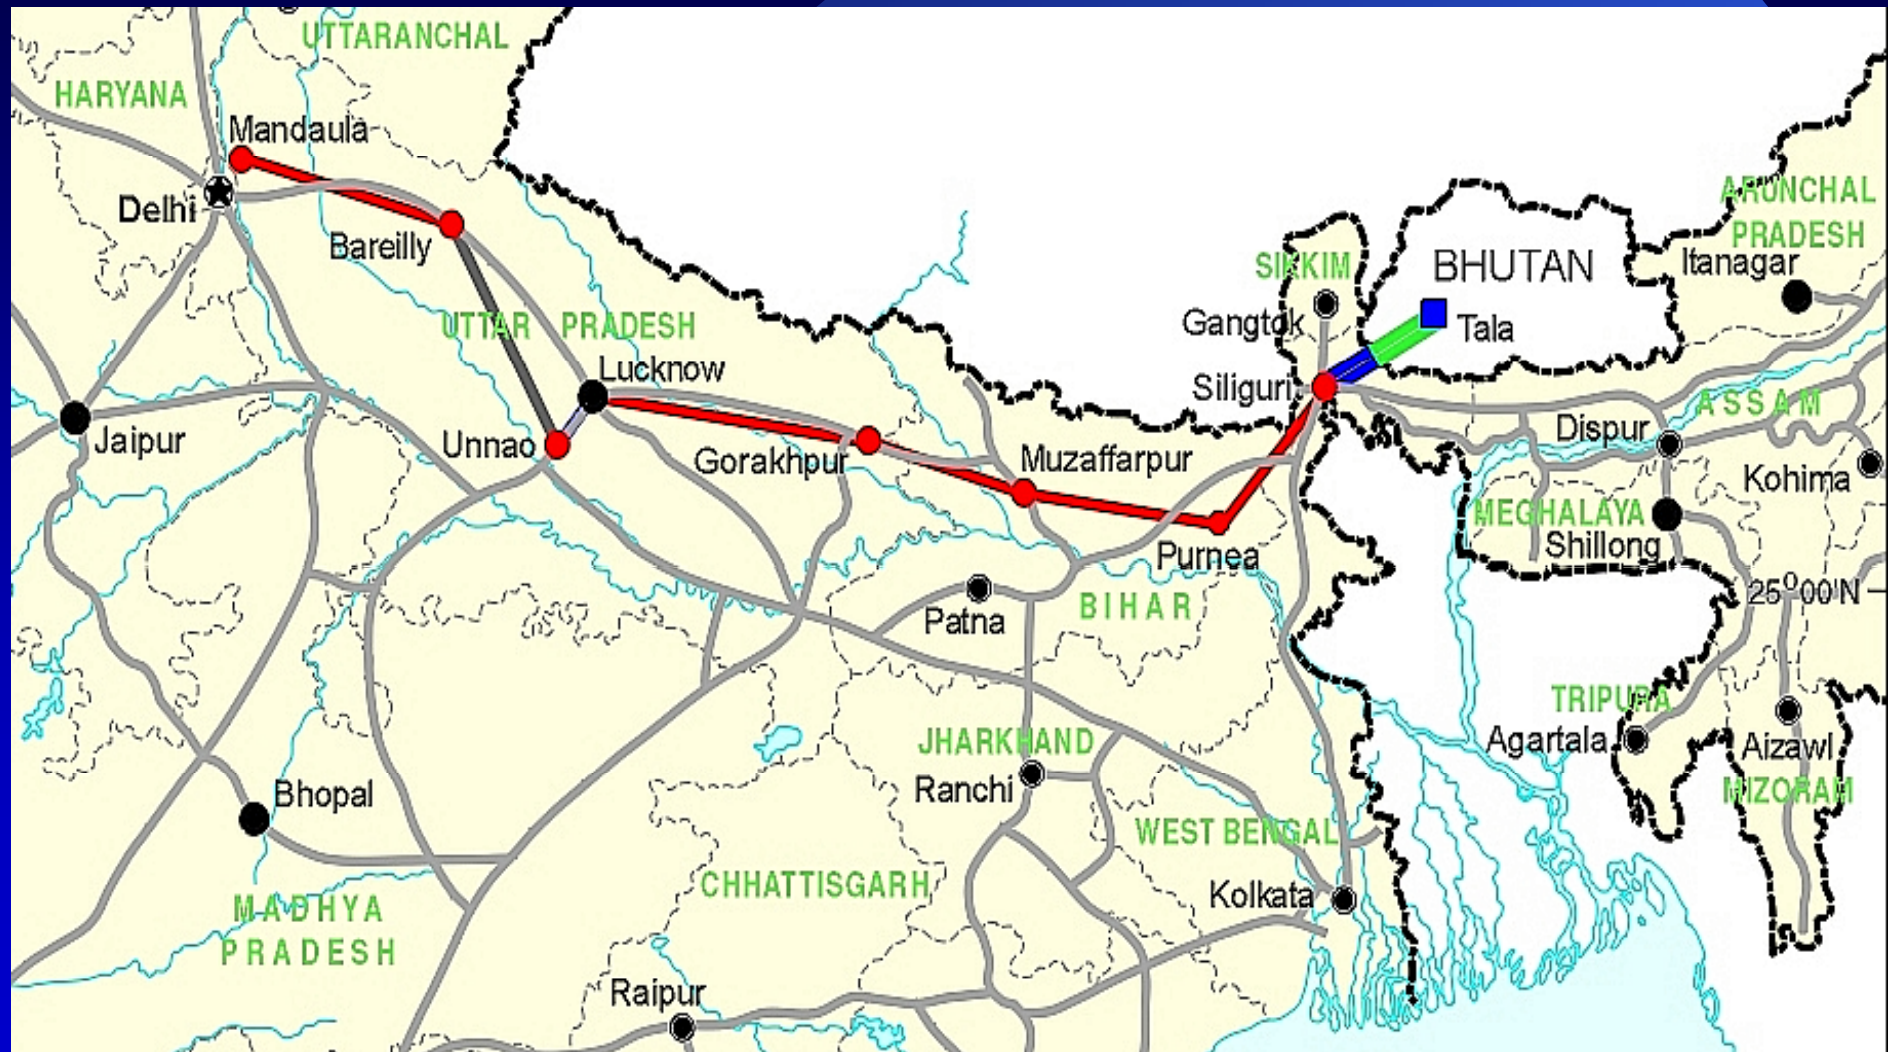 UTTARANCHAL
HARYANA
Mandaula
Delhi
Bareilly
ARUNCHAL
PRADESH
Itanagar
SIKKIM
BHUTAN
Gangtok
Tala
UTTAR PRADESH
Lucknow
Siliguri
ASSAM
Dispur
Jaipur
Unnao
Gorakhpur
Muzaffarpur
Kohima
MEGHALAYA
Shillong
Purnea
25°00'N
Patna
BIHAR
TRIPURA
Agartala
Aizawl
MIZORAM
JHARKHAND
Ranchi
Bhopal
WEST BENGAL
CHHATTISGARH
Kolkata
MADHYA
PRADESH
Raipur